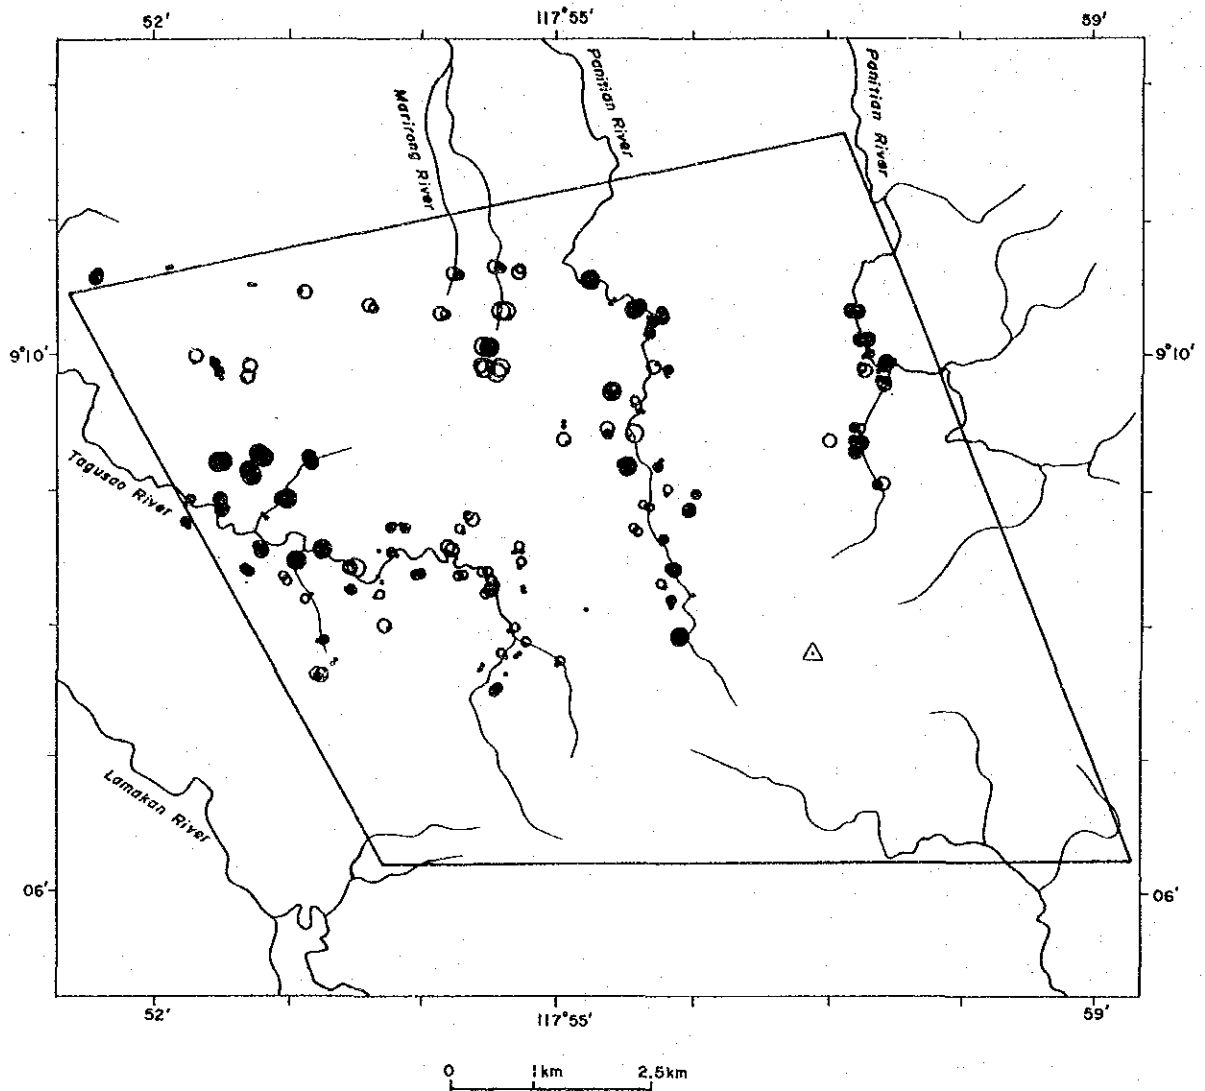 52'
117°55'
59'
Marirong River
Panitian River
Panitian River
9°10'
9°10'
Tagusao River
Lamakan River
06'
06'
52'
117°55'
59'
0 1km 2.5km